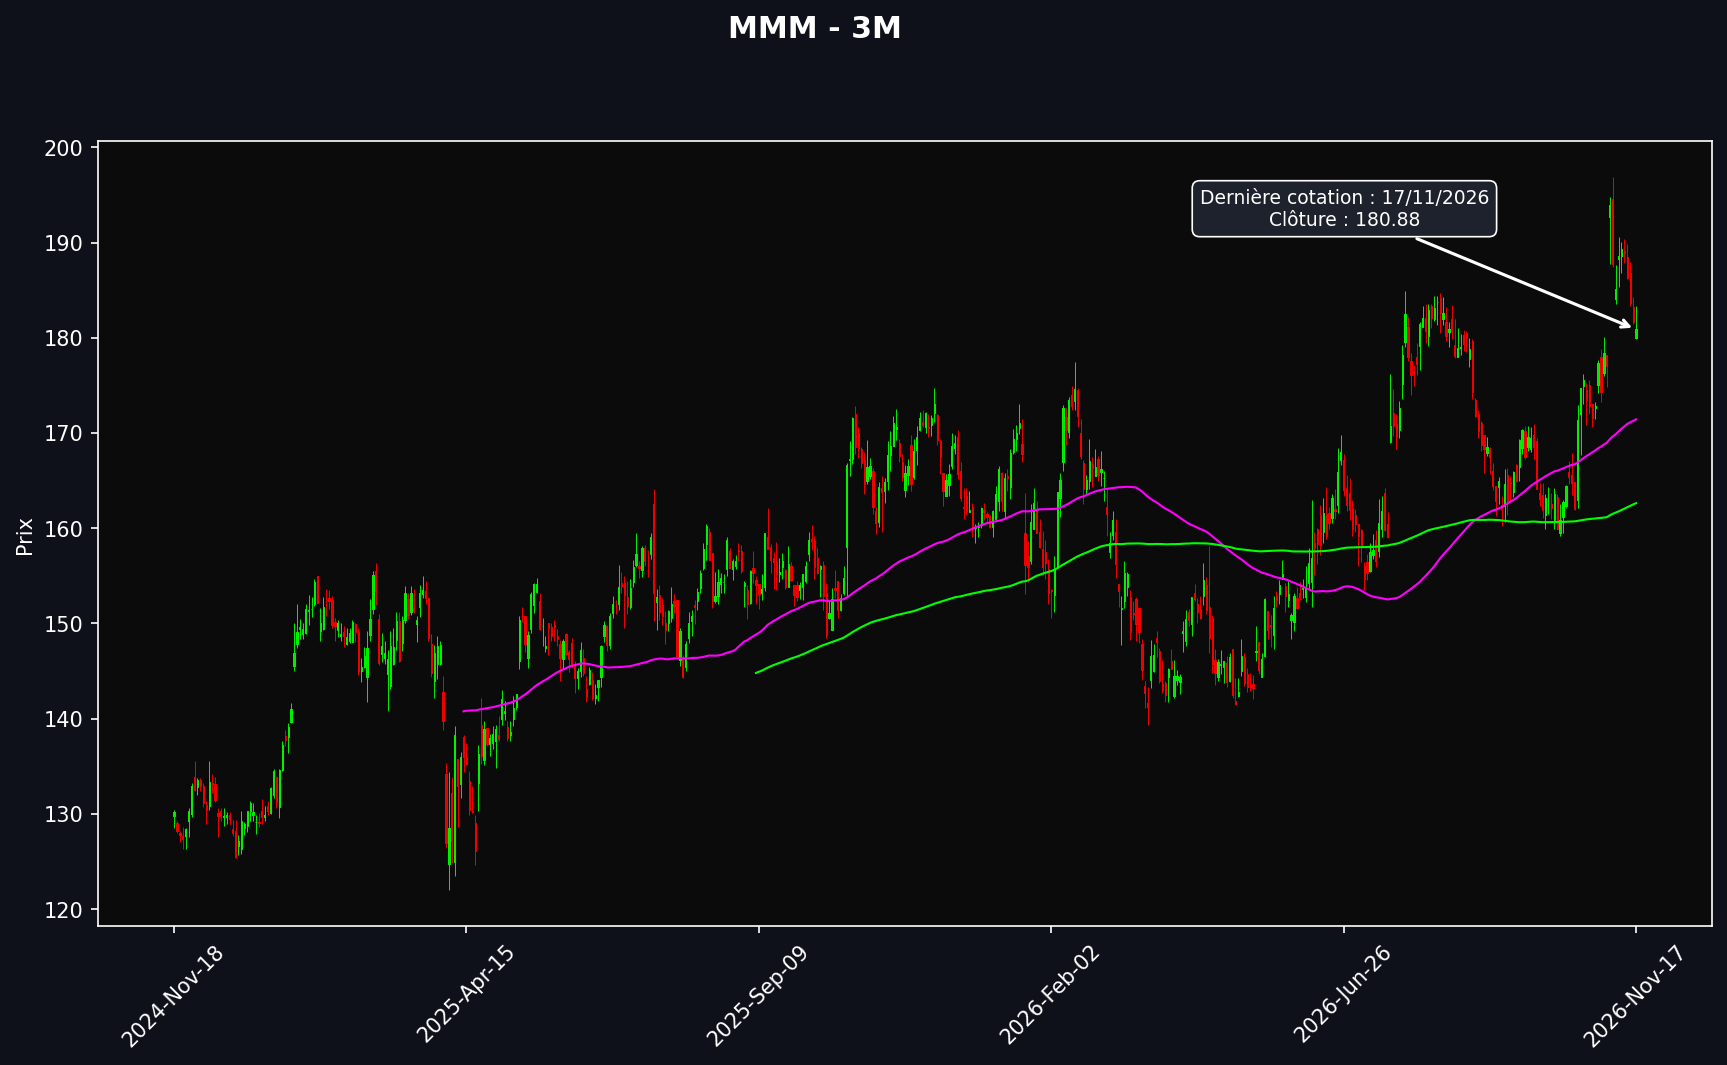 MMM - 3M
200
190
180
170
160
150
140
130
120
Prix
Dernière cotation : 17/11/2026
Clôture : 180.88
2024-Nov-18
2025-Apr-15
2025-Sep-09
2026-Feb-02
2026-Jun-26
2026-Nov-17